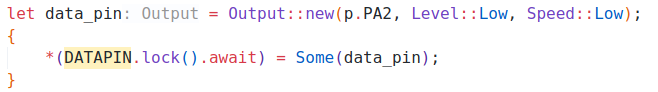 let data_pin: Output = Output::new(p.PA2, Level::Low, Speed::Low);
{
    *(DATAPIN.lock().await) = Some(data_pin);
}